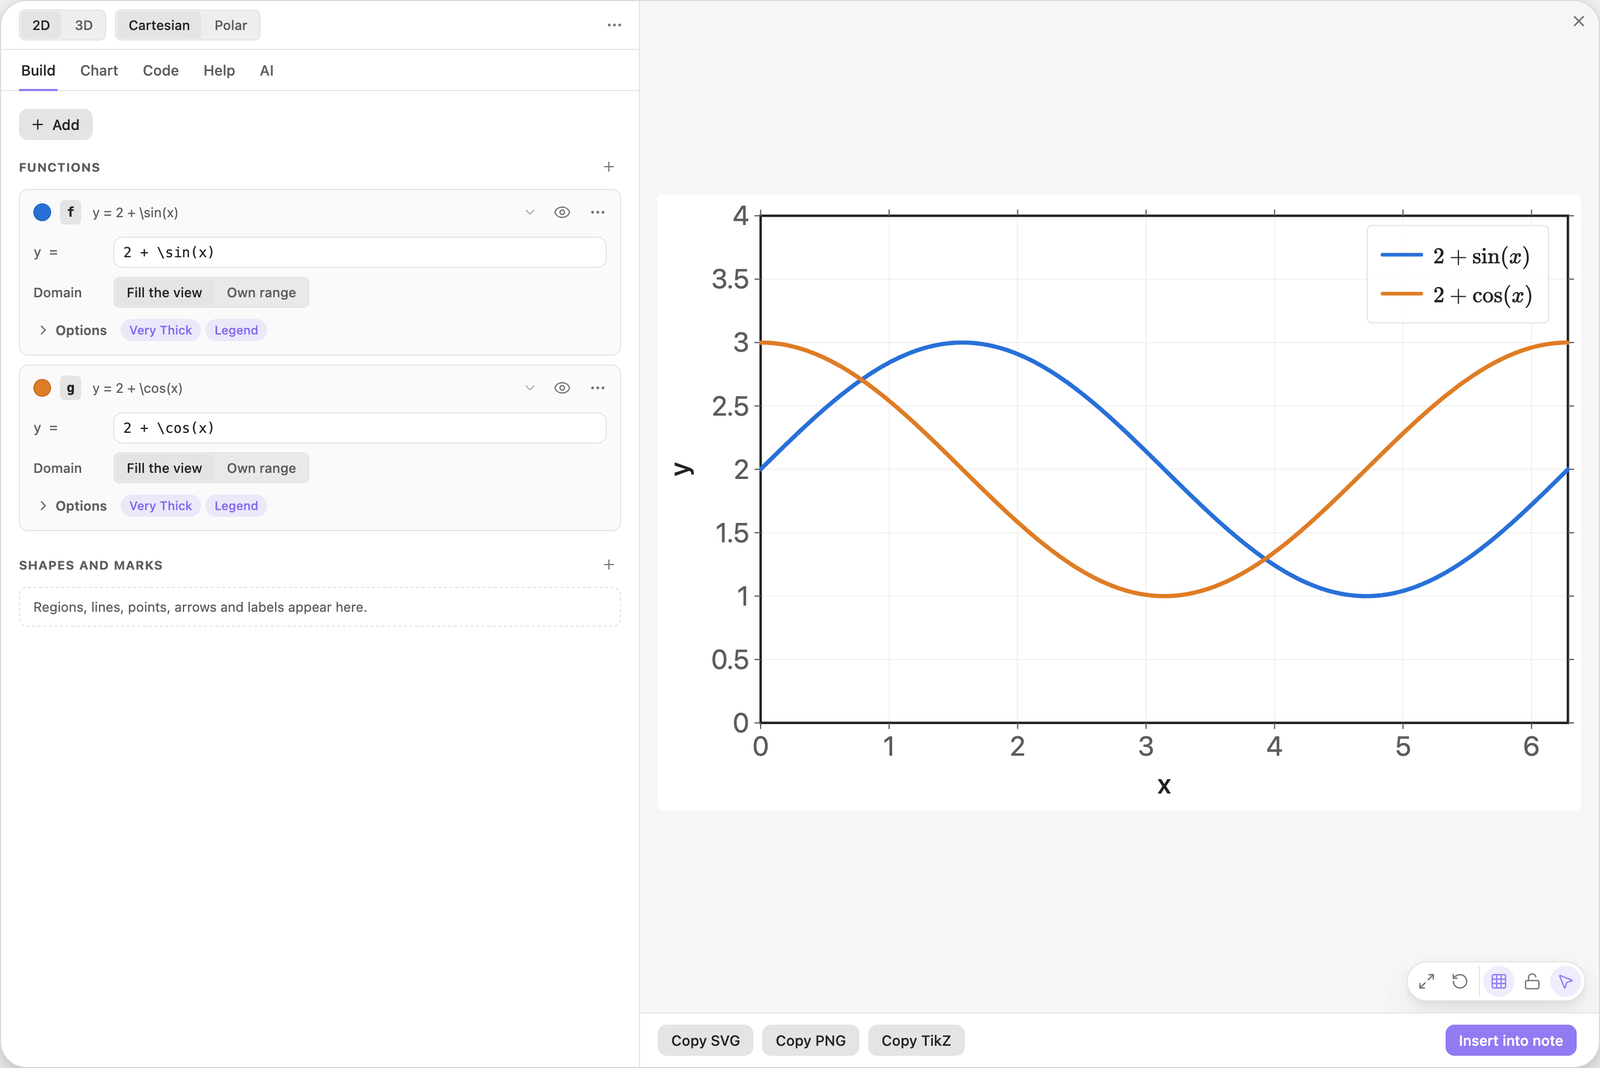 2D 3D Cartesian Polar
Build Chart Code Help AI
+ Add
FUNCTIONS
f y = 2 + \sin(x)
y = 2 + \sin(x)
Domain Fill the view Own range
Options Very Thick Legend
g y = 2 + \cos(x)
y = 2 + \cos(x)
Domain Fill the view Own range
Options Very Thick Legend
SHAPES AND MARKS
Regions, lines, points, arrows and labels appear here.
4
3.5
3
2.5
2
1.5
1
0.5
0
y
0 1 2 3 4 5 6
x
2 + sin(x)
2 + cos(x)
Copy SVG Copy PNG Copy TikZ Insert into note